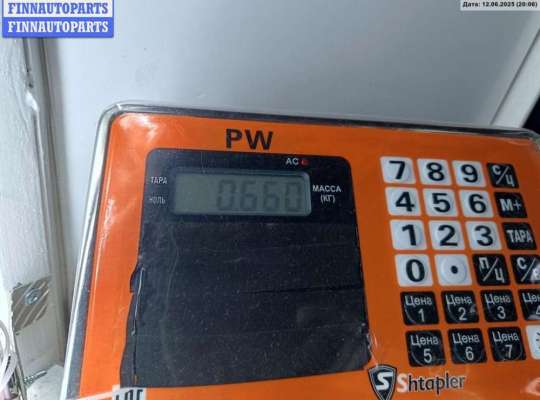 FINNAUTOPARTS
FINNAUTOPARTS
Дата: 12.06.2025 (20:06)
PW
AC
ТАРА
НОЛЬ
0.660
МАССА
(КГ)
7 8 9 С/Ц
4 5 6 М+
1 2 3 ТАРА
0 • П/Ц
Цена 1 Цена 2 Цена 3 Цена 4
Цена 5 Цена 6 Цена 7
Shtapler